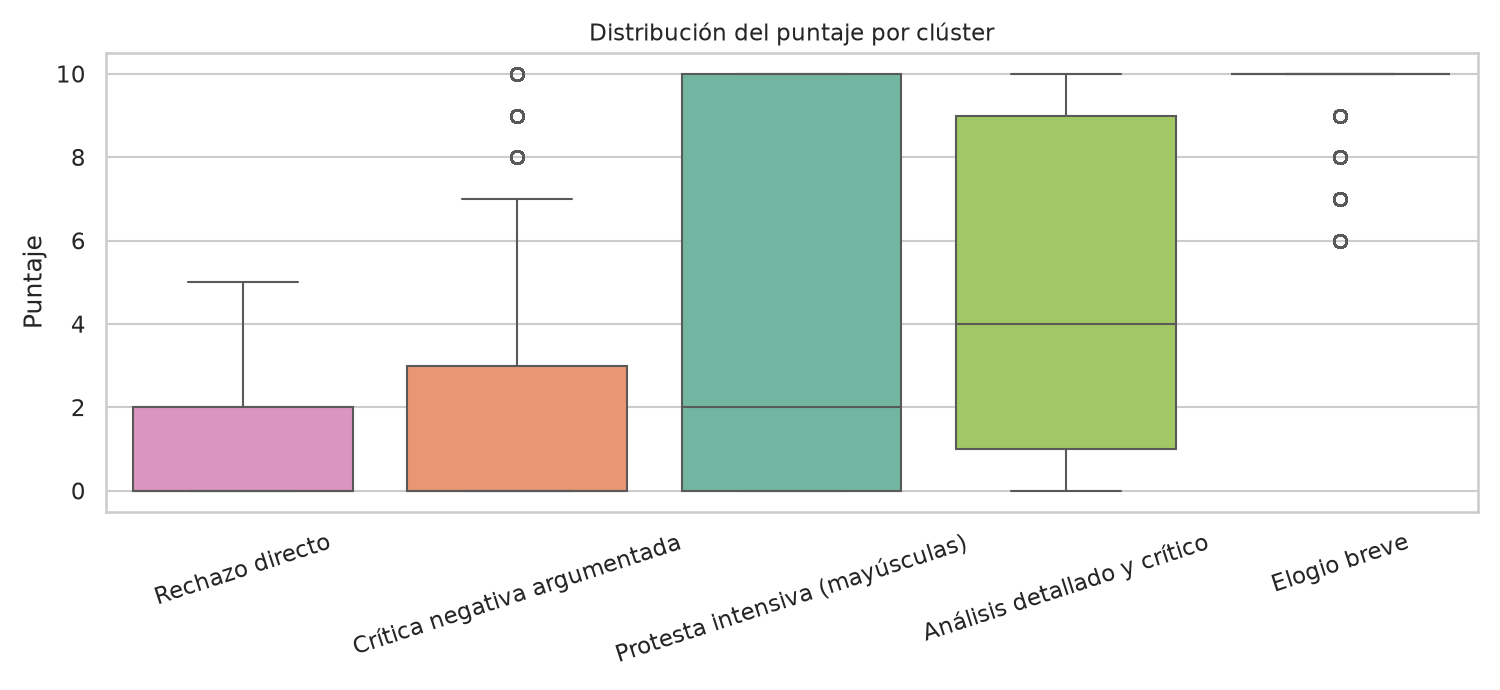 Distribución del puntaje por clúster
Puntaje
10
8
6
4
2
0
Rechazo directo
Crítica negativa argumentada
Protesta intensiva (mayúsculas)
Análisis detallado y crítico
Elogio breve